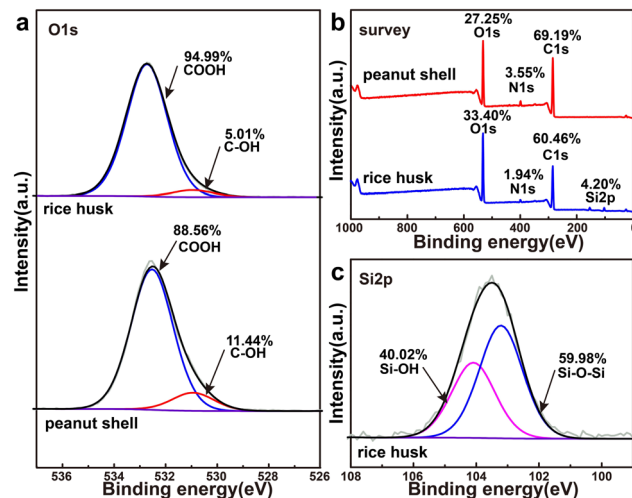 a
O1s
94.99%
COOH
5.01%
C-OH
rice husk
88.56%
COOH
11.44%
C-OH
peanut shell
Intensity(a.u.)
536 534 532 530 528 526
Binding energy(eV)
b
survey
27.25%
O1s
69.19%
C1s
peanut shell
3.55%
N1s
33.40%
O1s
60.46%
C1s
rice husk
1.94%
N1s
4.20%
Si2p
Intensity(a.u.)
1000 800 600 400 200
Binding energy(eV)
c
Si2p
40.02%
Si-OH
59.98%
Si-O-Si
rice husk
Intensity(a.u.)
108 106 104 102 100
Binding energy(eV)